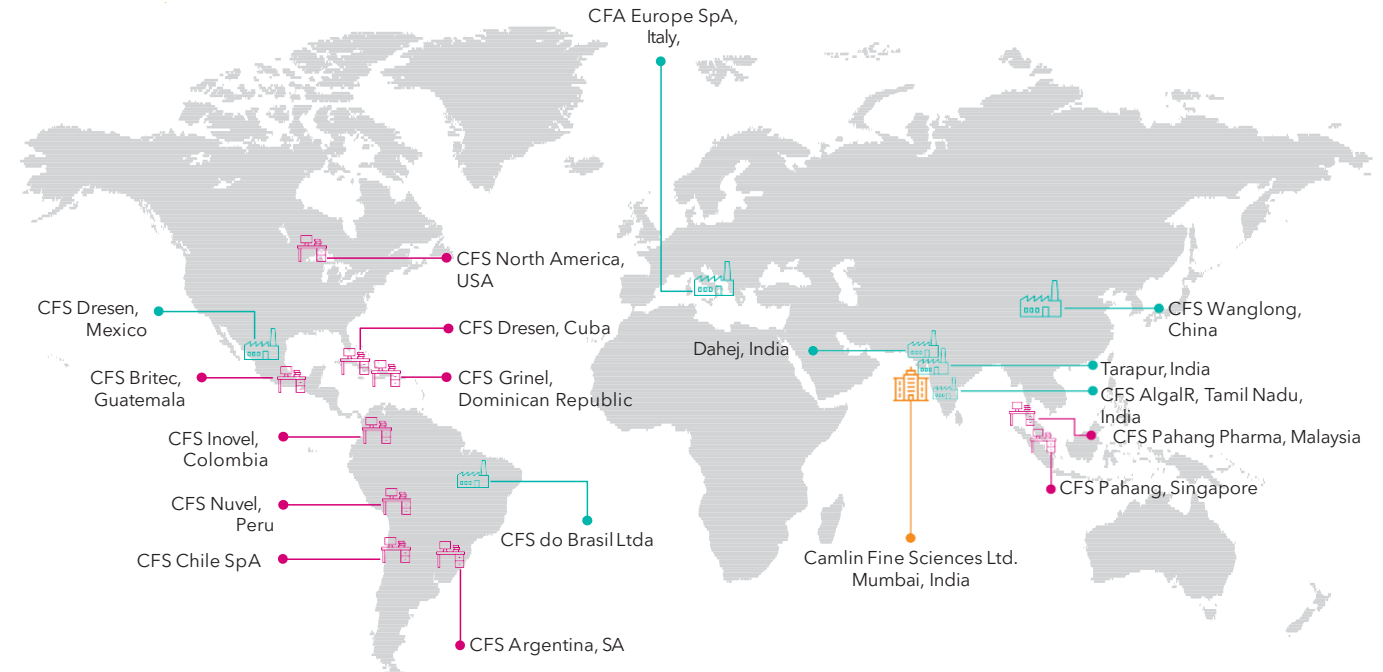 CFA Europe SpA,
Italy,
CFS North America,
USA
CFS Dresen,
Mexico
CFS Dresen, Cuba
CFS Wanglong,
China
Dahej, India
CFS Britec,
Guatemala
CFS Grinel,
Dominican Republic
Tarapur, India
CFS AlgalR, Tamil Nadu,
India
CFS Inovel,
Colombia
CFS Pahang Pharma, Malaysia
CFS Pahang, Singapore
CFS Nuvel,
Peru
CFS do Brasil Ltda
CFS Chile SpA
Camlin Fine Sciences Ltd.
Mumbai, India
CFS Argentina, SA